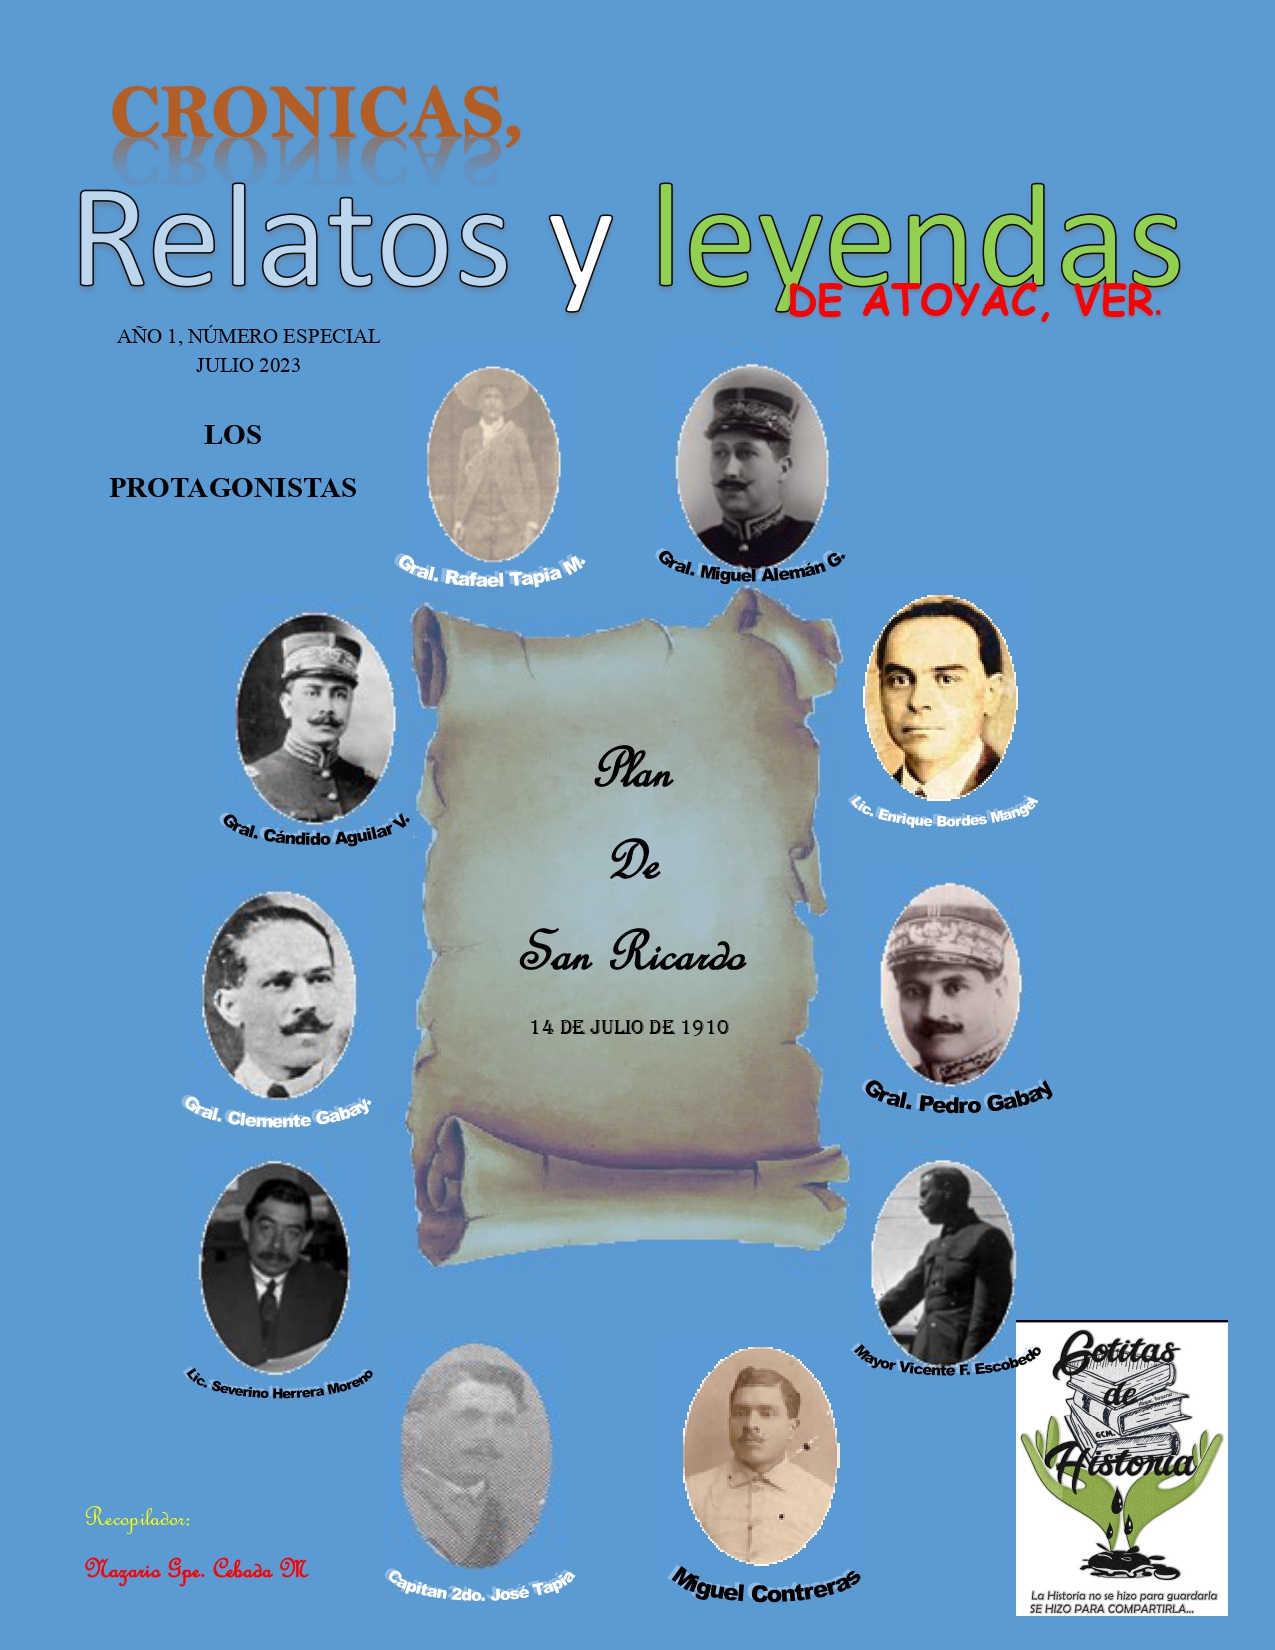 CRONICAS,
Relatos y leyendas
DE ATOYAC, VER.
AÑO 1, NÚMERO ESPECIAL
JULIO 2023
LOS
PROTAGONISTAS
Gral. Rafael Tapia M.
Gral. Miguel Alemán G.
Gral. Cándido Aguilar V.
Lic. Enrique Bordes Mangel
Plan
De
San Ricardo
14 DE JULIO DE 1910
Gral. Clemente Gabay.
Gral. Pedro Gabay
Lic. Severino Herrera Moreno
Mayor Vicente F. Escobedo
Capitan 2do. José Tapía
Miguel Contreras
Recopilador:
Nazario Gpe. Cebada M
Gotitas
de
GCM.
Historia
La Historia no se hizo para guardarla
SE HIZO PARA COMPARTIRLA...